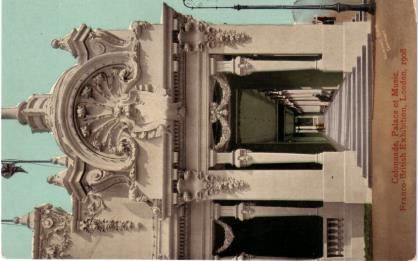 Colonnade, Palace of Music,
Franco-British Exhibition, London, 1908